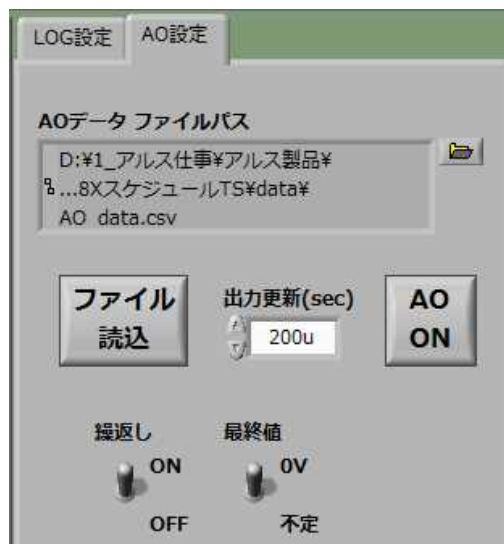 LOG設定 AO設定
AOデータ ファイルパス
D:¥1_アルス仕事¥アルス製品¥
...8XスケジュールTS¥data¥
AO_data.csv
ファイル
読込
出力更新(sec)
200u
AO
ON
繰返し 最終値
ON 0V
OFF 不定